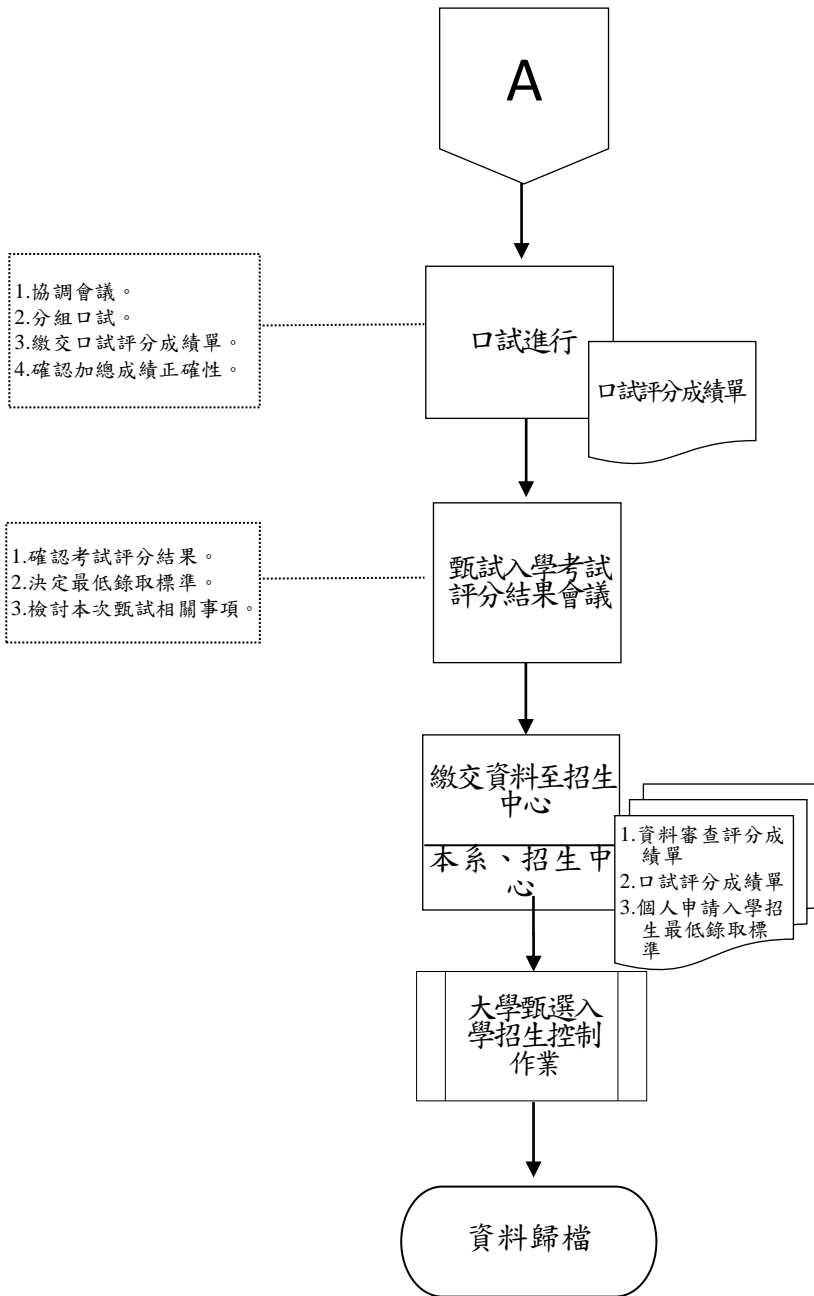 A
1.協調會議。
2.分組口試。
3.繳交口試評分成績單。
4.確認加總成績正確性。
口試進行
口試評分成績單
1.確認考試評分結果。
2.決定最低錄取標準。
3.檢討本次甄試相關事項。
甄試入學考試
評分結果會議
繳交資料至招生
中心
本系、招生中
心
1.資料審查評分成
績單
2.口試評分成績單
3.個人申請入學招
生最低錄取標
準
大學甄選入
學招生控制
作業
資料歸檔